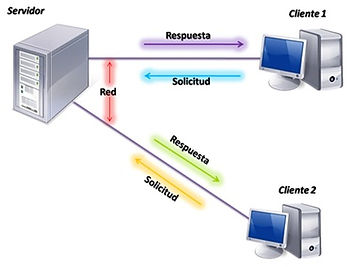 Servidor
Cliente 1
Respuesta
Solicitud
Red
Respuesta
Solicitud
Cliente 2